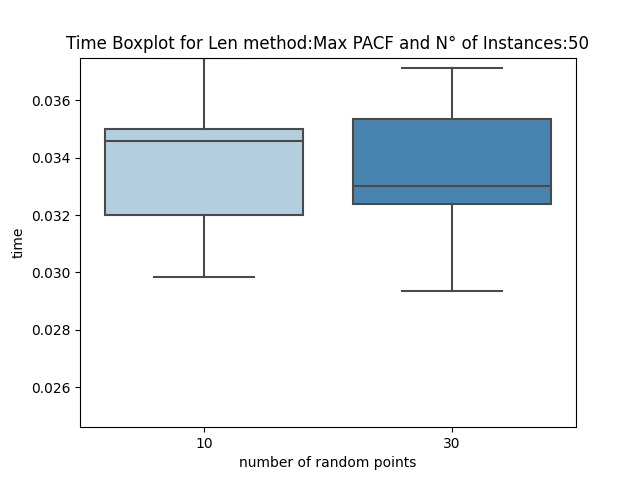 Time Boxplot for Len method:Max PACF and N° of Instances:50
0.036
0.034
0.032
0.030
0.028
0.026
time
10
30
number of random points